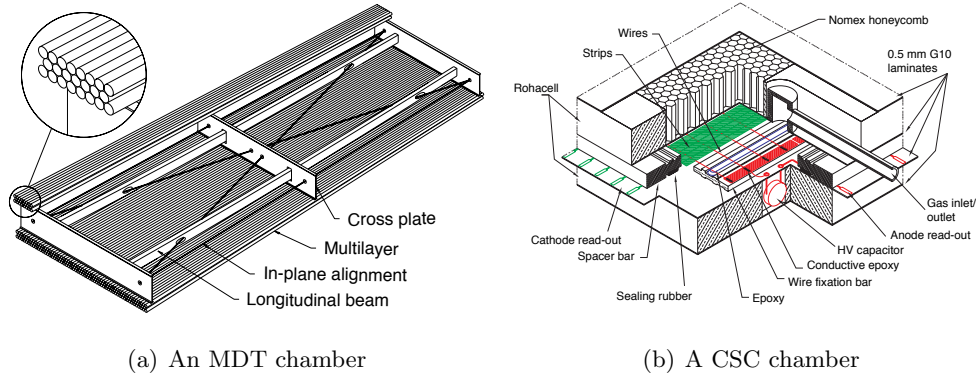 Cross plate
Multilayer
In-plane alignment
Longitudinal beam
(a) An MDT chamber
Nomex honeycomb
Wires
Strips
0.5 mm G10
laminates
Rohacell
Gas inlet/
outlet
Cathode read-out
Anode read-out
Spacer bar
HV capacitor
Conductive epoxy
Wire fixation bar
Sealing rubber
Epoxy
(b) A CSC chamber